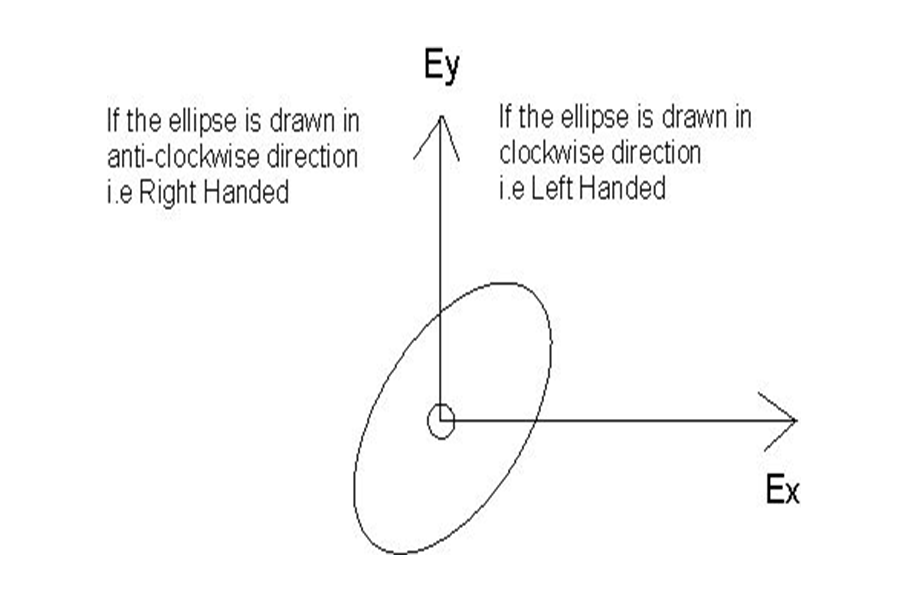 Ey
If the ellipse is drawn in
anti-clockwise direction
i.e Right Handed
If the ellipse is drawn in
clockwise direction
i.e Left Handed
Ex